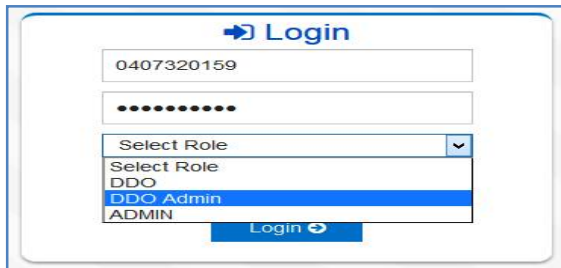 Login
0407320159
••••••••••
Select Role
Select Role
DDO
DDO Admin
ADMIN
Login